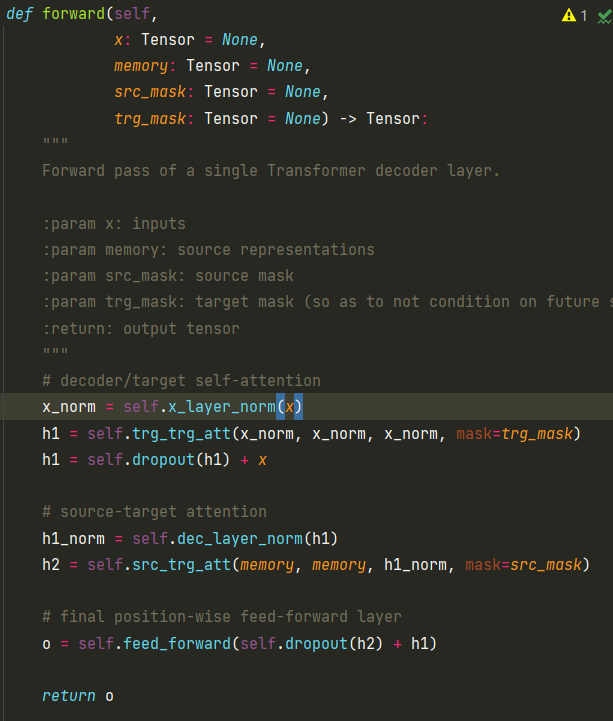 def forward(self,
x: Tensor = None,
memory: Tensor = None,
src_mask: Tensor = None,
trg_mask: Tensor = None) -> Tensor:
"""
Forward pass of a single Transformer decoder layer.
:param x: inputs
:param memory: source representations
:param src_mask: source mask
:param trg_mask: target mask (so as to not condition on future s
:return: output tensor
"""
# decoder/target self-attention
x_norm = self.x_layer_norm(x)
h1 = self.trg_trg_att(x_norm, x_norm, x_norm, mask=trg_mask)
h1 = self.dropout(h1) + x
# source-target attention
h1_norm = self.dec_layer_norm(h1)
h2 = self.src_trg_att(memory, memory, h1_norm, mask=src_mask)
# final position-wise feed-forward layer
o = self.feed_forward(self.dropout(h2) + h1)
return o
1